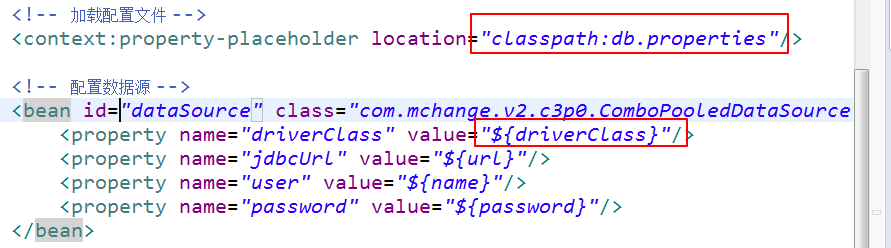 <!-- 加载配置文件 -->
<context:property-placeholder location="classpath:db.properties"/>
<!-- 配置数据源 -->
<bean id="dataSource" class="com.mchange.v2.c3p0.ComboPooledDataSource
<property name="driverClass" value="${driverClass}"/>
<property name="jdbcUrl" value="${url}"/>
<property name="user" value="${name}"/>
<property name="password" value="${password}"/>
</bean>